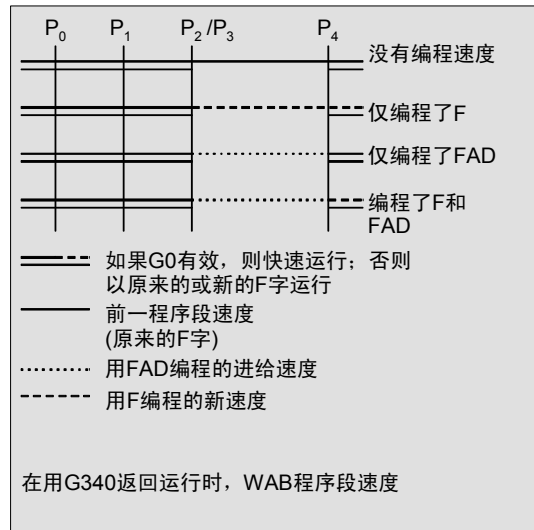 P0 P1 P2 /P3 P4
没有编程速度
仅编程了F
仅编程了FAD
编程了F和
FAD
如果G0有效，则快速运行；否则
以原来的或新的F字运行
前一程序段速度
(原来的F字)
用FAD编程的进给速度
用F编程的新速度
在用G340返回运行时，WAB程序段速度